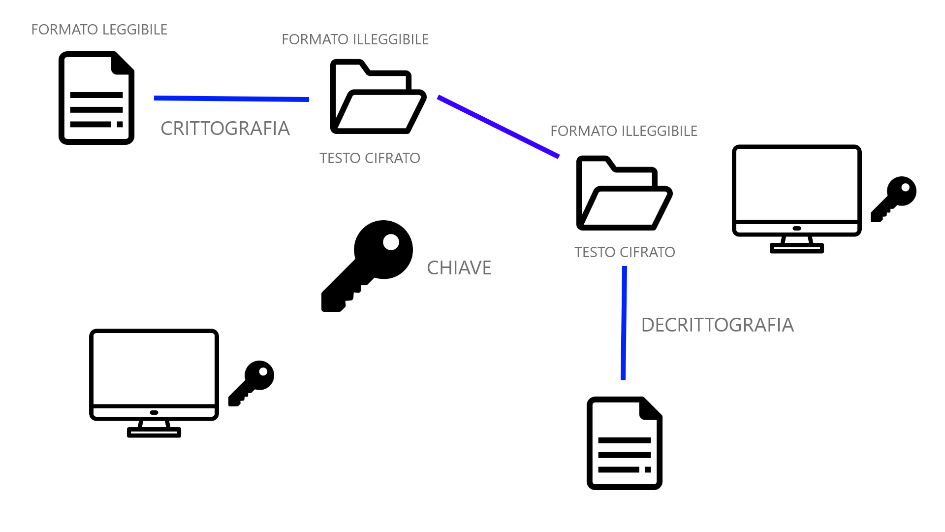 FORMATO LEGGIBILE
FORMATO ILLEGGIBILE
CRITTOGRAFIA
TESTO CIFRATO
FORMATO ILLEGGIBILE
TESTO CIFRATO
CHIAVE
DECRITTOGRAFIA